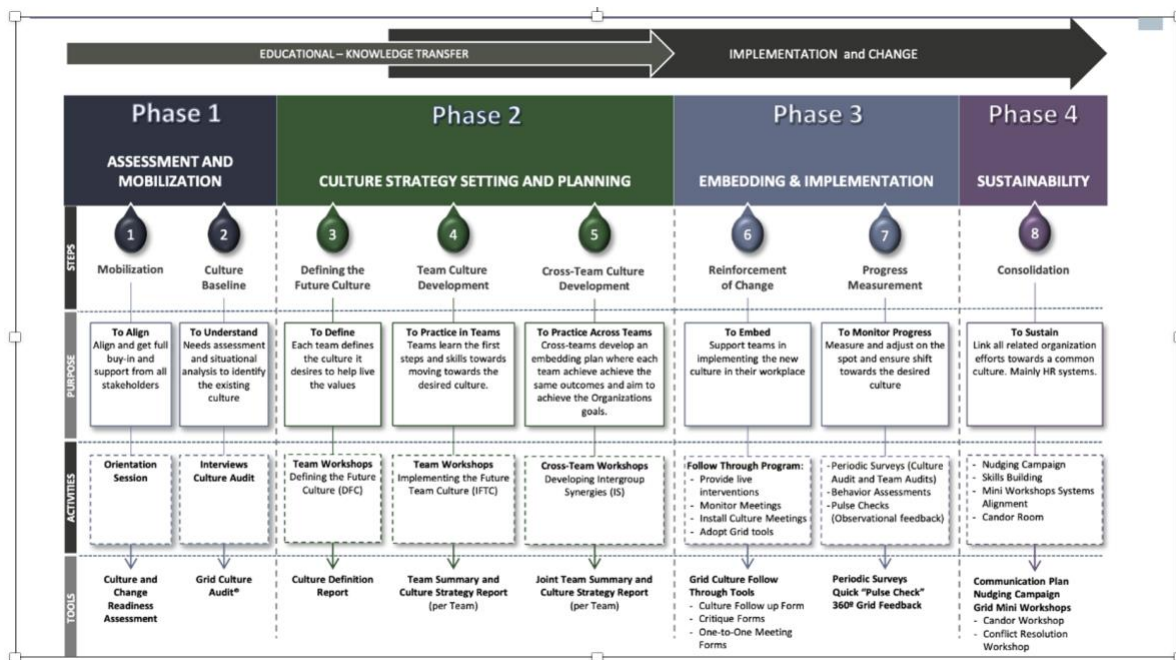 EDUCATIONAL – KNOWLEDGE TRANSFER
IMPLEMENTATION and CHANGE
Phase 1
ASSESSMENT AND
MOBILIZATION
Phase 2
CULTURE STRATEGY SETTING AND PLANNING
Phase 3
EMBEDDING & IMPLEMENTATION
Phase 4
SUSTAINABILITY
STEPS
1
Mobilization
2
Culture
Baseline
3
Defining the
Future Culture
4
Team Culture
Development
5
Cross-Team Culture
Development
6
Reinforcement
of Change
7
Progress
Measurement
8
Consolidation
PURPOSE
To Align
Align and get full
buy-in and
support from all
stakeholders
To Understand
Needs assessment
and situational
analysis to identify
the existing
culture
To Define
Each team defines
the culture it
desires to help live
the values
To Practice in Teams
Teams learn the first
steps and skills towards
moving towards the
desired culture.
To Practice Across Teams
Cross-teams develop an
embedding plan where each
team achieve achieve the
same outcomes and aim to
achieve the Organizations
goals.
To Embed
Support teams in
implementing the new
culture in their workplace
To Monitor Progress
Measure and adjust on the
spot and ensure shift
towards the desired
culture
To Sustain
Link all related organization
efforts towards a common
culture. Mainly HR systems.
ACTIVITIES
Orientation
Session
Interviews
Culture Audit
Team Workshops
Defining the Future
Culture (DFC)
Team Workshops
Implementing the Future
Team Culture (IFTC)
Cross-Team Workshops
Developing Intergroup
Synergies (IS)
Follow Through Program:
- Provide live
interventions
- Monitor Meetings
- Install Culture Meetings
- Adopt Grid tools
-Periodic Surveys (Culture
Audit and Team Audits)
-Behavior Assessments
-Pulse Checks
(Observational feedback)
- Nudging Campaign
- Skills Building
- Mini Workshops Systems
Alignment
- Candor Room
TOOLS
Culture and
Change
Readiness
Assessment
Grid Culture
Audit®
Culture Definition
Report
Team Summary and
Culture Strategy Report
(per Team)
Joint Team Summary and
Culture Strategy Report
(per Team)
Grid Culture Follow
Through Tools
- Culture Follow up Form
- Critique Forms
- One-to-One Meeting
Forms
Periodic Surveys
Quick “Pulse Check”
360º Grid Feedback
Communication Plan
Nudging Campaign
Grid Mini Workshops
- Candor Workshop
- Conflict Resolution
Workshop